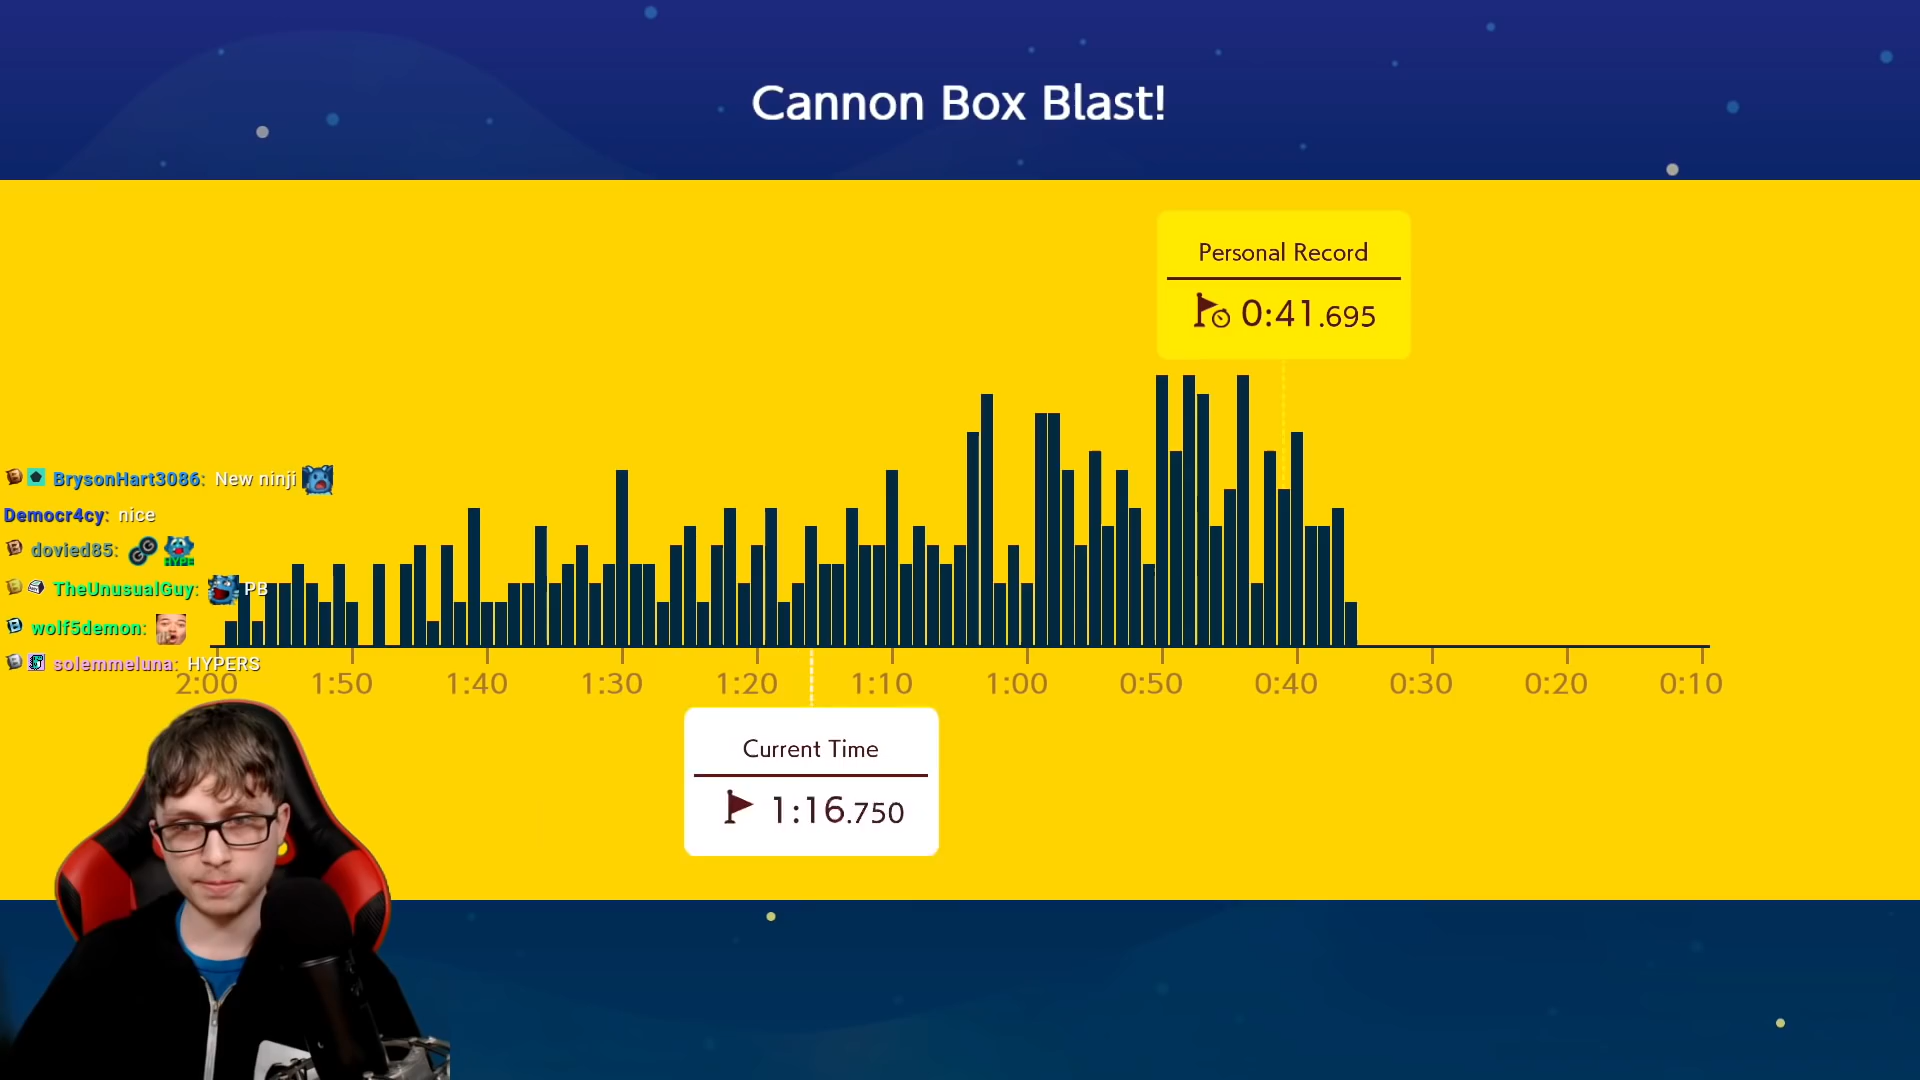 Cannon Box Blast!
Personal Record
0:41.695
BrysonHart3086: New ninji
Democr4cy: nice
dovied85:
TheUnusualGuy: PB
wolf5demon:
solemmeluna: HYPERS
2:00 1:50 1:40 1:30 1:20 1:10 1:00 0:50 0:40 0:30 0:20 0:10
Current Time
1:16.750